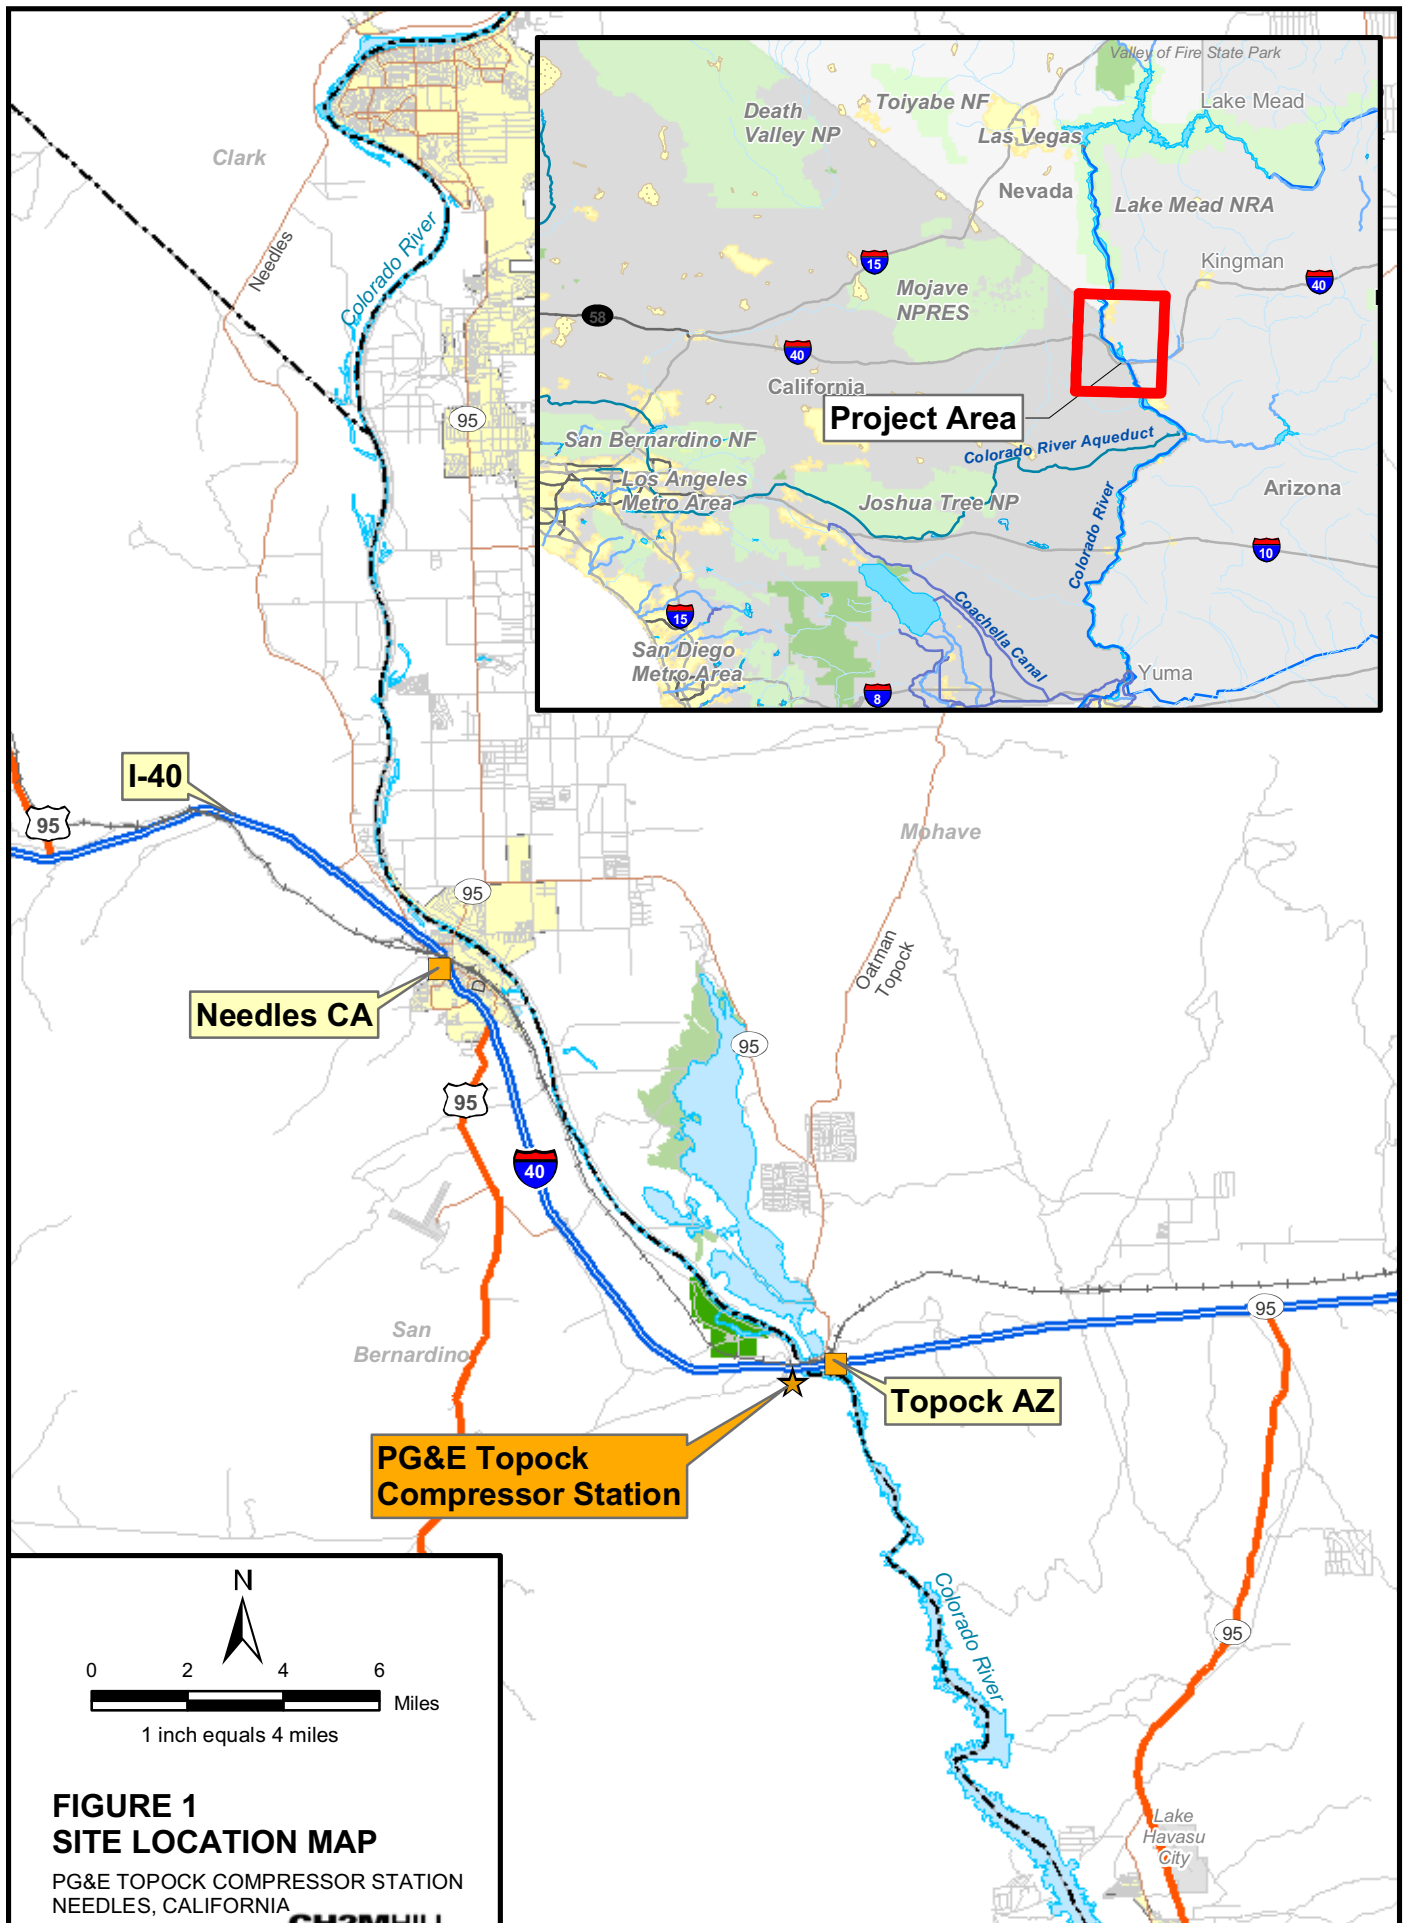 Valley of Fire State Park
Lake Mead
Toiyabe NF
Death
Valley NP
Las Vegas
Nevada
Lake Mead NRA
Kingman
15
40
Mojave
NPRES
58
40
California
Project Area
San Bernardino NF
Colorado River Aqueduct
Los Angeles
Metro Area
Joshua Tree NP
Arizona
Colorado River
10
Coachella Canal
15
San Diego
Metro Area
Yuma
8
Clark
Needles
Colorado River
95
I-40
95
Mohave
95
Oatman
Topock
D
Needles CA
95
95
40
San
Bernardino
95
Topock AZ
PG&E Topock
Compressor Station
Colorado River
95
Lake
Havasu
City
N
0 2 4 6
Miles
1 inch equals 4 miles
FIGURE 1
SITE LOCATION MAP
PG&E TOPOCK COMPRESSOR STATION
NEEDLES, CALIFORNIA
CH2MHILL